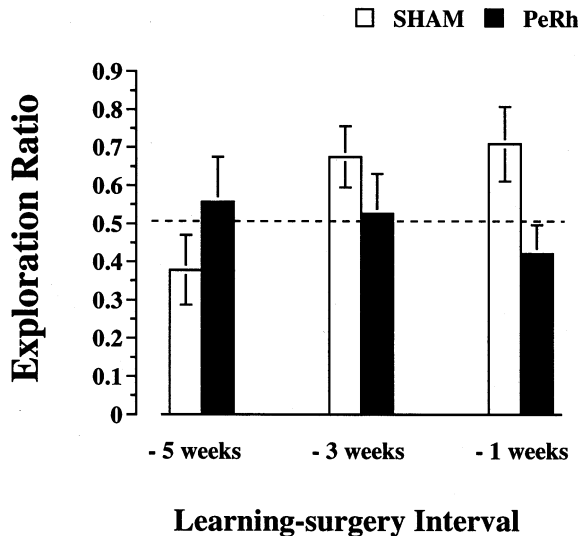 SHAM PeRh
Exploration Ratio
0.9
0.8
0.7
0.6
0.5
0.4
0.3
0.2
0.1
0
- 5 weeks - 3 weeks - 1 weeks
Learning-surgery Interval